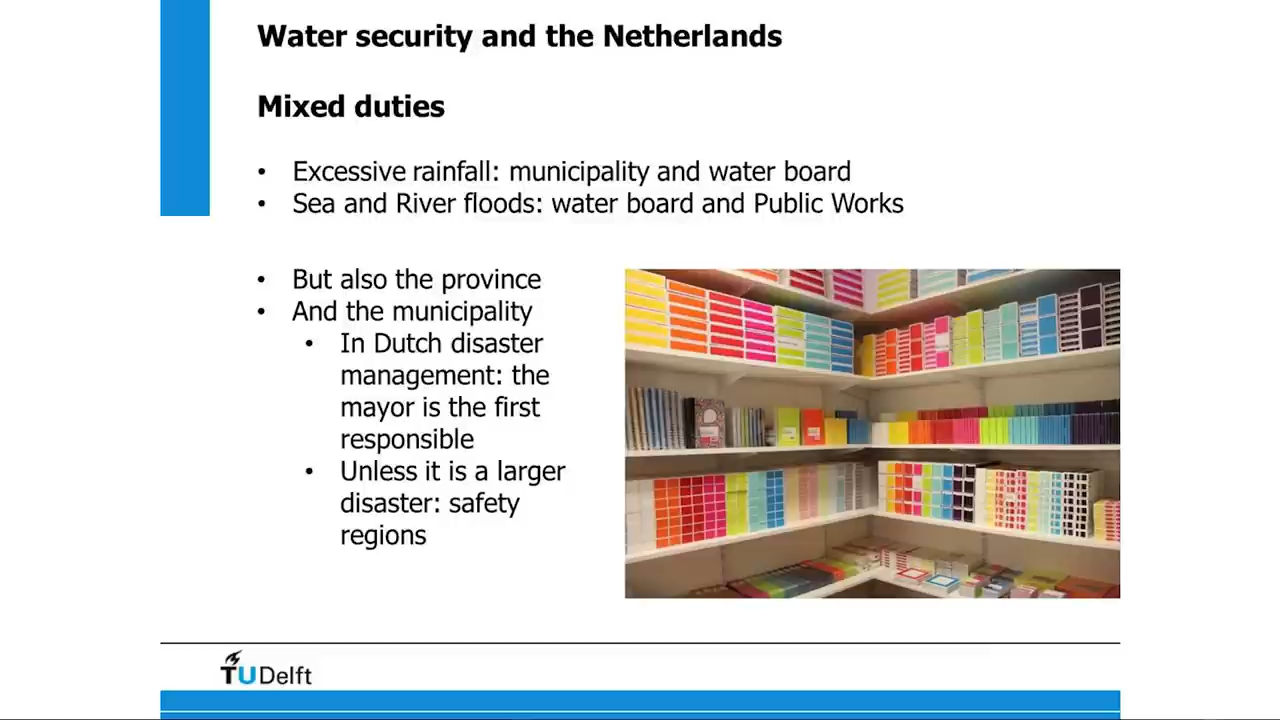 Water security and the Netherlands
Mixed duties
• Excessive rainfall: municipality and water board
• Sea and River floods: water board and Public Works
• But also the province
• And the municipality
• In Dutch disaster
management: the
mayor is the first
responsible
• Unless it is a larger
disaster: safety
regions
TU Delft